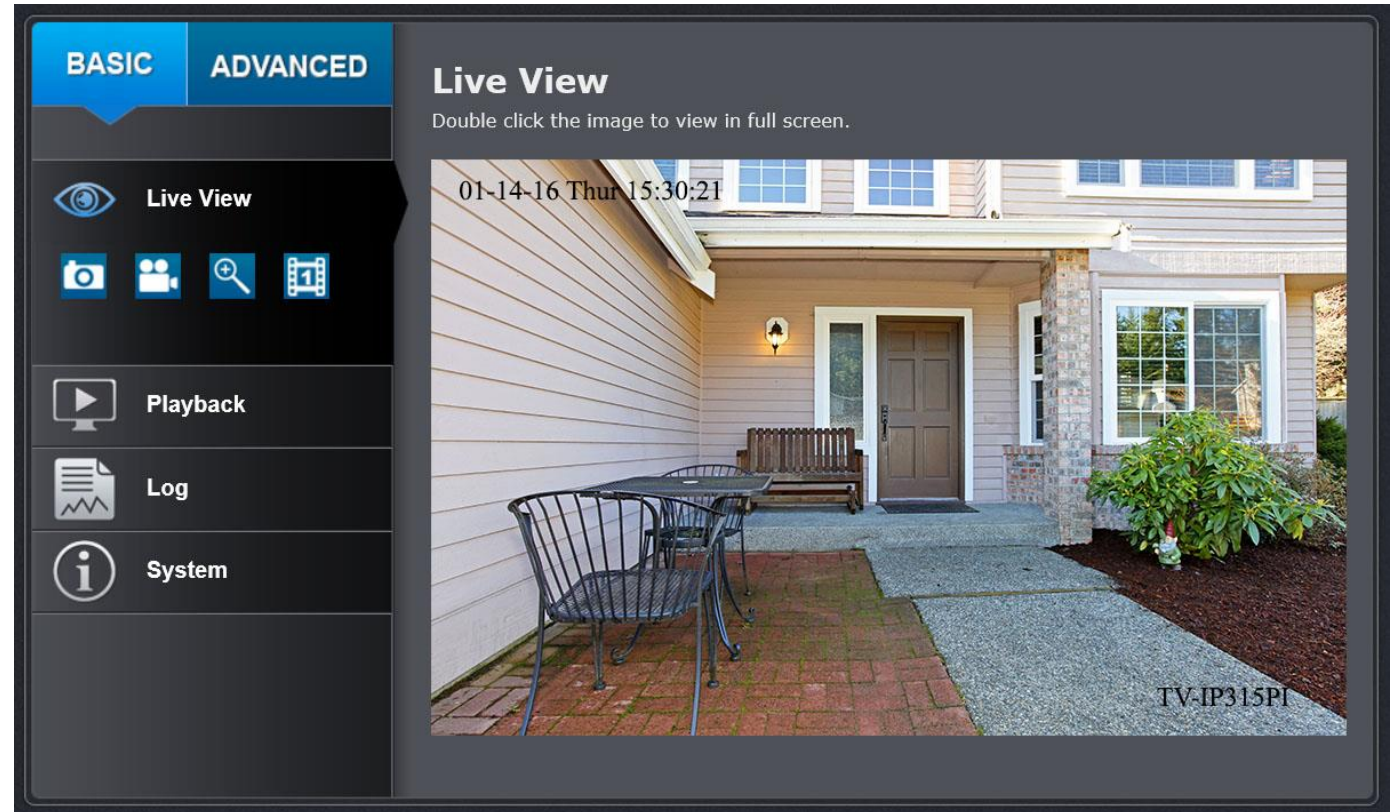 BASIC
ADVANCED
Live View
Double click the image to view in full screen.
Live View
1
Playback
Log
System
01-14-16 Thur 15:30:21
TV-IP315PI